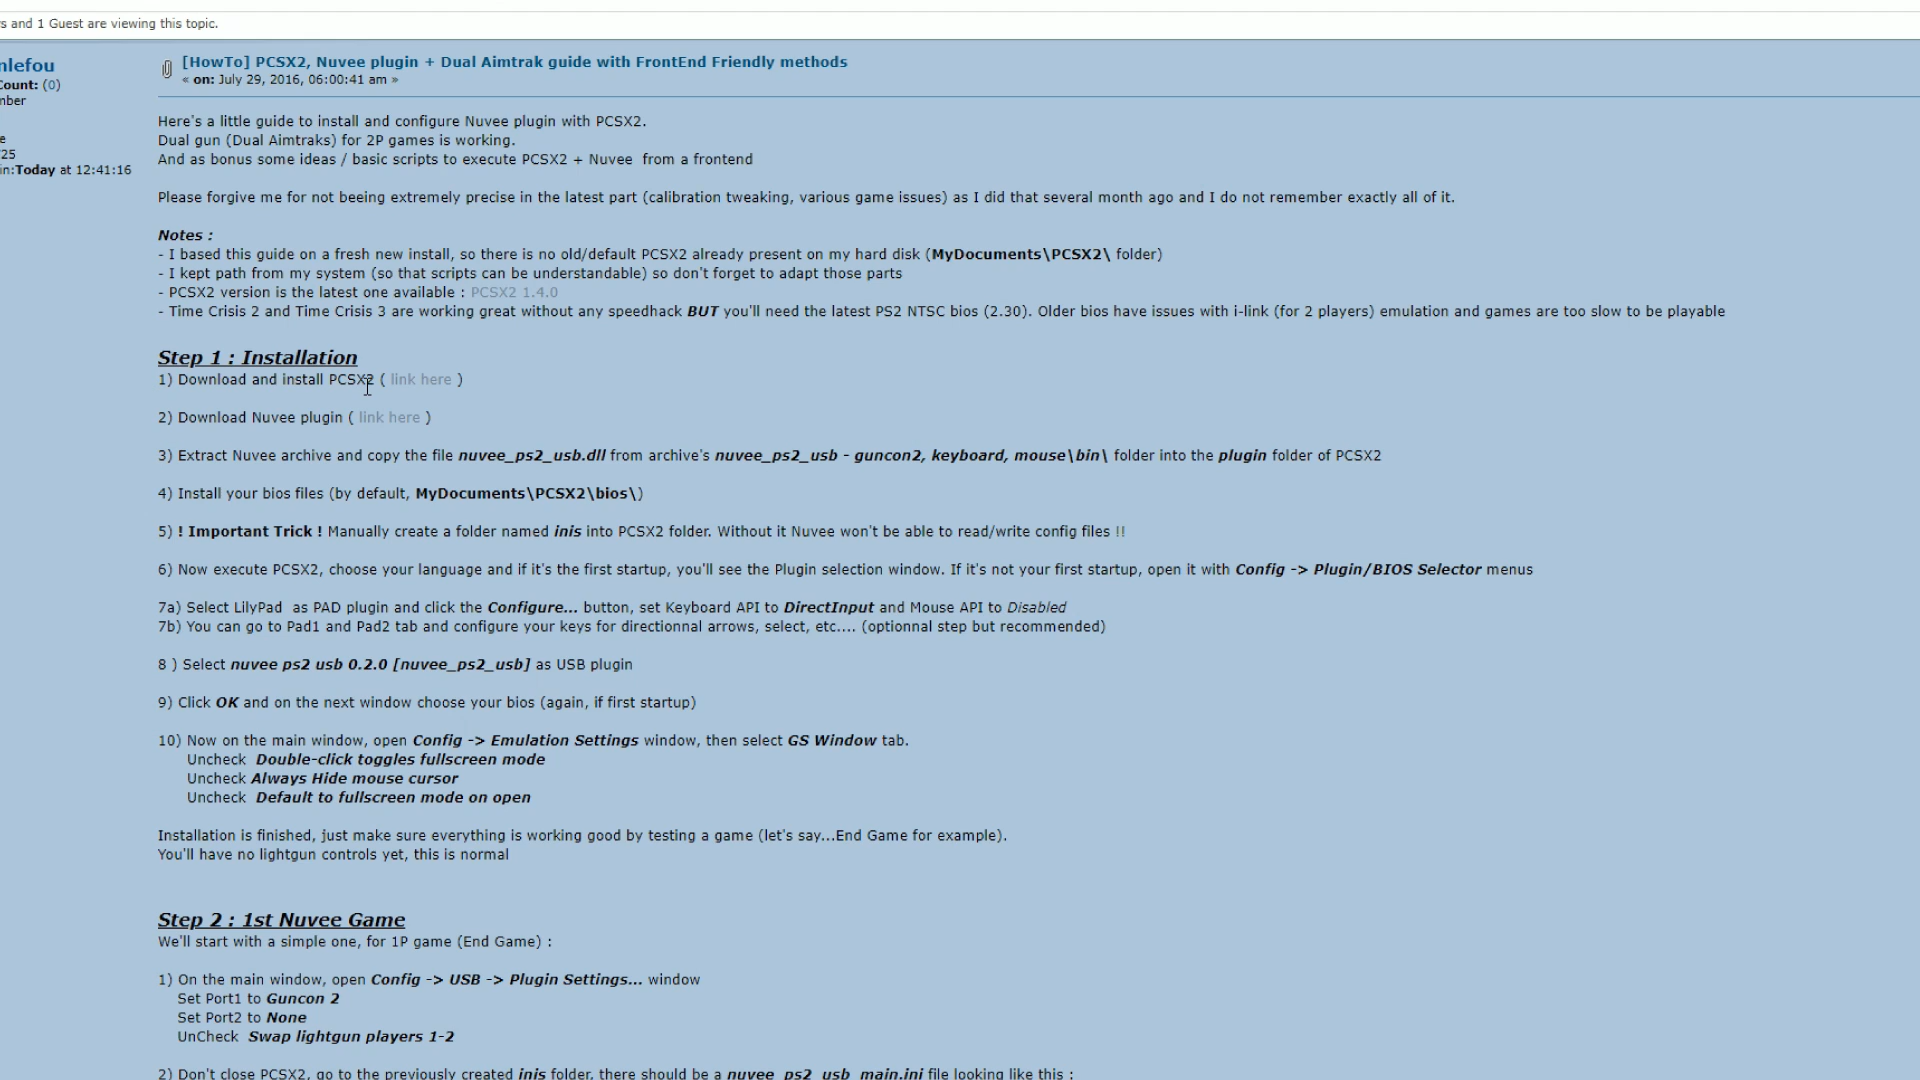 s and 1 Guest are viewing this topic.
nlefou
Count: (0)
mber
e
25
in:Today at 12:41:16
[HowTo] PCSX2, Nuvee plugin + Dual Aimtrak guide with FrontEnd Friendly methods
« on: July 29, 2016, 06:00:41 am »
Here's a little guide to install and configure Nuvee plugin with PCSX2.
Dual gun (Dual Aimtraks) for 2P games is working.
And as bonus some ideas / basic scripts to execute PCSX2 + Nuvee from a frontend
Please forgive me for not beeing extremely precise in the latest part (calibration tweaking, various game issues) as I did that several month ago and I do not remember exactly all of it.
Notes :
- I based this guide on a fresh new install, so there is no old/default PCSX2 already present on my hard disk (MyDocuments\PCSX2\ folder)
- I kept path from my system (so that scripts can be understandable) so don't forget to adapt those parts
- PCSX2 version is the latest one available : PCSX2 1.4.0
- Time Crisis 2 and Time Crisis 3 are working great without any speedhack BUT you'll need the latest PS2 NTSC bios (2.30). Older bios have issues with i-link (for 2 players) emulation and games are too slow to be playable
Step 1 : Installation
1) Download and install PCSX2 ( link here )
2) Download Nuvee plugin ( link here )
3) Extract Nuvee archive and copy the file nuvee_ps2_usb.dll from archive's nuvee_ps2_usb - guncon2, keyboard, mouse\bin\ folder into the plugin folder of PCSX2
4) Install your bios files (by default, MyDocuments\PCSX2\bios\)
5) ! Important Trick ! Manually create a folder named inis into PCSX2 folder. Without it Nuvee won't be able to read/write config files !!
6) Now execute PCSX2, choose your language and if it's the first startup, you'll see the Plugin selection window. If it's not your first startup, open it with Config -> Plugin/BIOS Selector menus
7a) Select LilyPad as PAD plugin and click the Configure... button, set Keyboard API to DirectInput and Mouse API to Disabled
7b) You can go to Pad1 and Pad2 tab and configure your keys for directionnal arrows, select, etc.... (optionnal step but recommended)
8 ) Select nuvee ps2 usb 0.2.0 [nuvee_ps2_usb] as USB plugin
9) Click OK and on the next window choose your bios (again, if first startup)
10) Now on the main window, open Config -> Emulation Settings window, then select GS Window tab.
Uncheck Double-click toggles fullscreen mode
Uncheck Always Hide mouse cursor
Uncheck Default to fullscreen mode on open
Installation is finished, just make sure everything is working good by testing a game (let's say...End Game for example).
You'll have no lightgun controls yet, this is normal
Step 2 : 1st Nuvee Game
We'll start with a simple one, for 1P game (End Game) :
1) On the main window, open Config -> USB -> Plugin Settings... window
Set Port1 to Guncon 2
Set Port2 to None
UnCheck Swap lightgun players 1-2
2) Don't close PCSX2, go to the previously created inis folder, there should be a nuvee_ps2_usb_main.ini file looking like this :